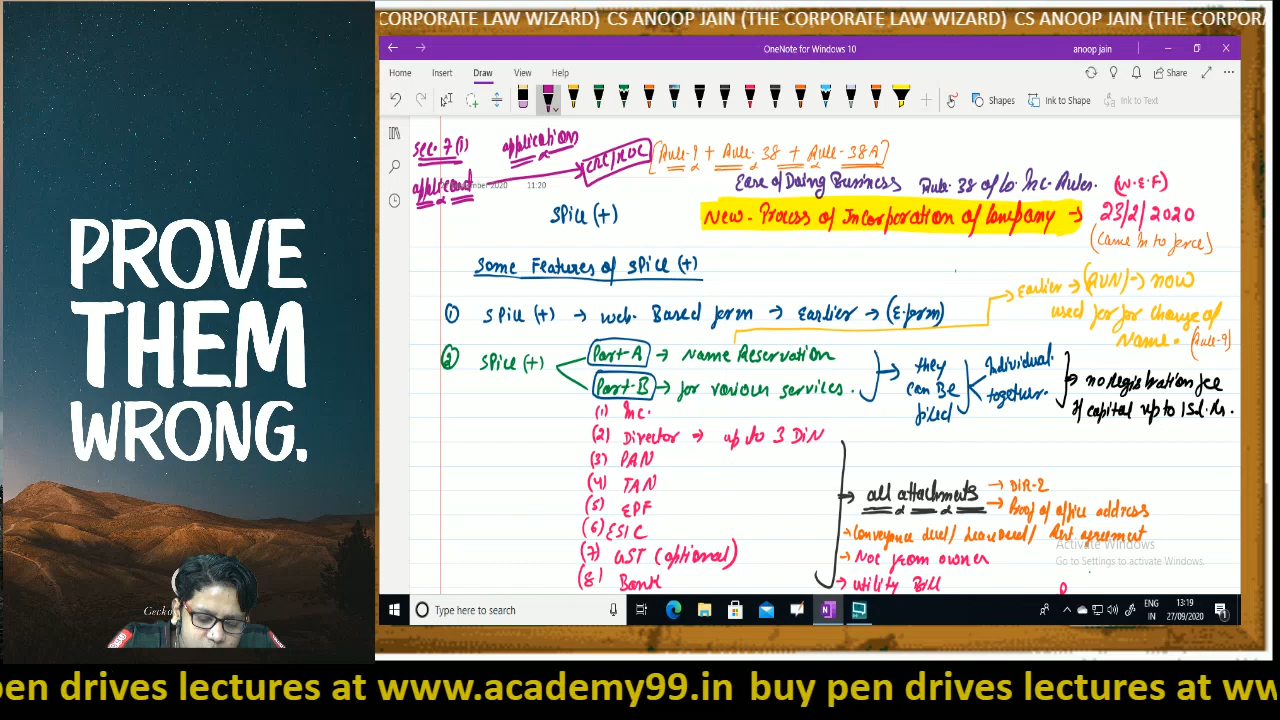 CORPORATE LAW WIZARD) CS ANOOP JAIN (THE CORPORATE LAW WIZARD) CS ANOOP JAIN (THE CORPORA
PROVE
THEM
WRONG.
Gecko
OneNote for Windows 10
anoop jain
Home Insert Draw View Help
Share
Shapes Ink to Shape Ink to Text
Sec. 7(1)
application
applicant
CRC/ROC
[Rule-9 + Rule-38 + Rule-38A]
2020 11:20
Ease of Doing Business Rule 38 of Co. Inc. Rules. (W.E.F)
SPice (+)
New-Process of Incorporation of Company → 23/2/2020
(Came in to force)
Some Features of SPice (+)
Earlier → (RUN) → now
used for for change of
Name. (Rule-9)
① SPice (+) → web-Based form → Earlier → (E-form)
② SPice (+)
Part-A → Name Reservation
Part-B → for various services.
they
can Be
filed
Individual.
together.
→ no Registration fee
if capital up to 15 L. Rs.
(1) Inc.
(2) Director → up to 3 DIN
(3) PAN
(4) TAN
(5) EPF
(6) ESIC
(7) GST (optional)
(8) Bank
→ all attachments → DIR-2
→ Proof of office address
→ Conveyance deed/ Lease deed/ Rent agreement
→ Noc from owner
→ utility Bill
Activate Windows
Go to Settings to activate Windows.
Type here to search
ENG
IN
13:19
27/09/2020
pen drives lectures at www.academy99.in buy pen drives lectures at ww